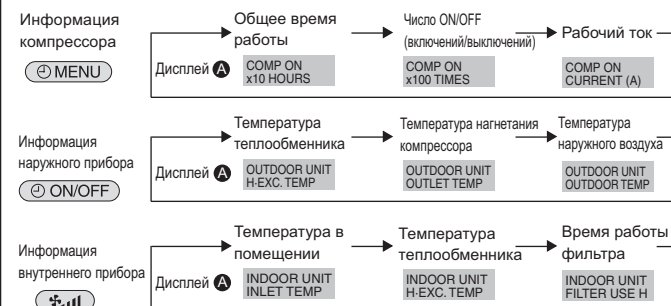 Информация
компрессора
MENU
Дисплей A
Общее время
работы
COMP ON
x10 HOURS
Число ON/OFF
(включений/выключений)
COMP ON
x100 TIMES
Рабочий ток
COMP ON
CURRENT (A)
Информация
наружного прибора
ON/OFF
Дисплей A
Температура
теплообменника
OUTDOOR UNIT
H·EXC. TEMP
Температура нагнетания
компрессора
OUTDOOR UNIT
OUTLET TEMP
Температура
наружного воздуха
OUTDOOR UNIT
OUTDOOR TEMP
Информация
внутреннего прибора
Дисплей A
Температура в
помещении
INDOOR UNIT
INLET TEMP
Температура
теплообменника
INDOOR UNIT
H·EXC. TEMP
Время работы
фильтра
INDOOR UNIT
FILTER USE H